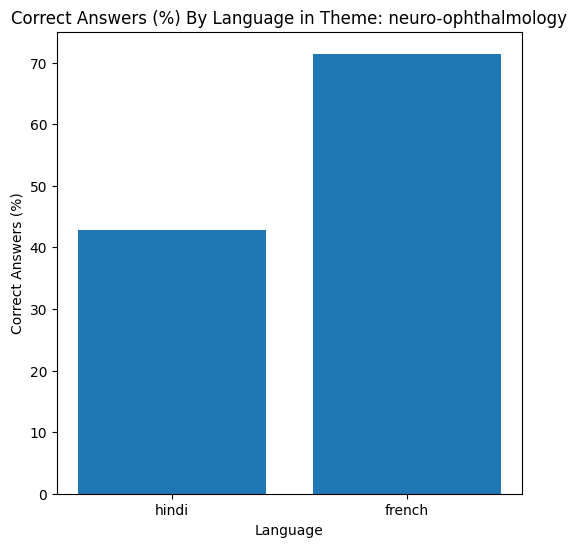 Correct Answers (%) By Language in Theme: neuro-ophthalmology
Correct Answers (%)
70
60
50
40
30
20
10
0
hindi french
Language